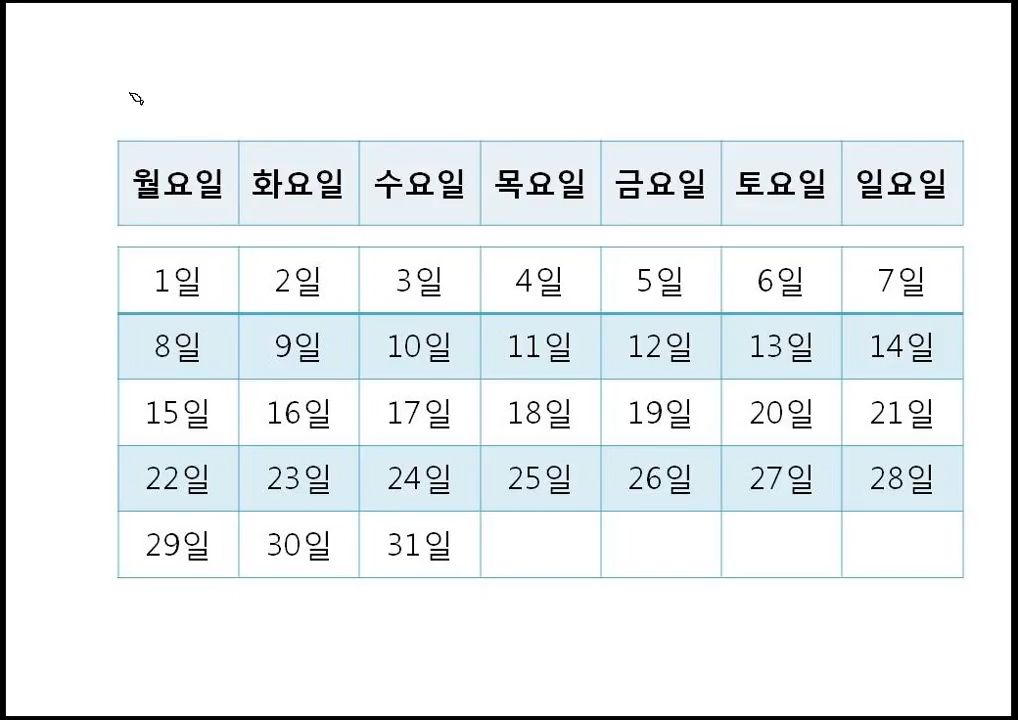 월요일 화요일 수요일 목요일 금요일 토요일 일요일
1일 2일 3일 4일 5일 6일 7일
8일 9일 10일 11일 12일 13일 14일
15일 16일 17일 18일 19일 20일 21일
22일 23일 24일 25일 26일 27일 28일
29일 30일 31일